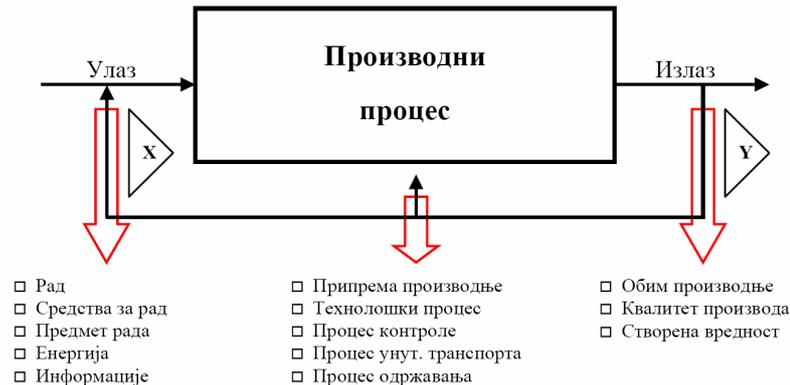 Производни
процес
Улаз
Излаз
X
Y
Рад
Средства за рад
Предмет рада
Енергија
Информације
Припрема производње
Технолошки процес
Процес контроле
Процес унут. транспорта
Процес одржавања
Обим производње
Квалитет производа
Створена вредност